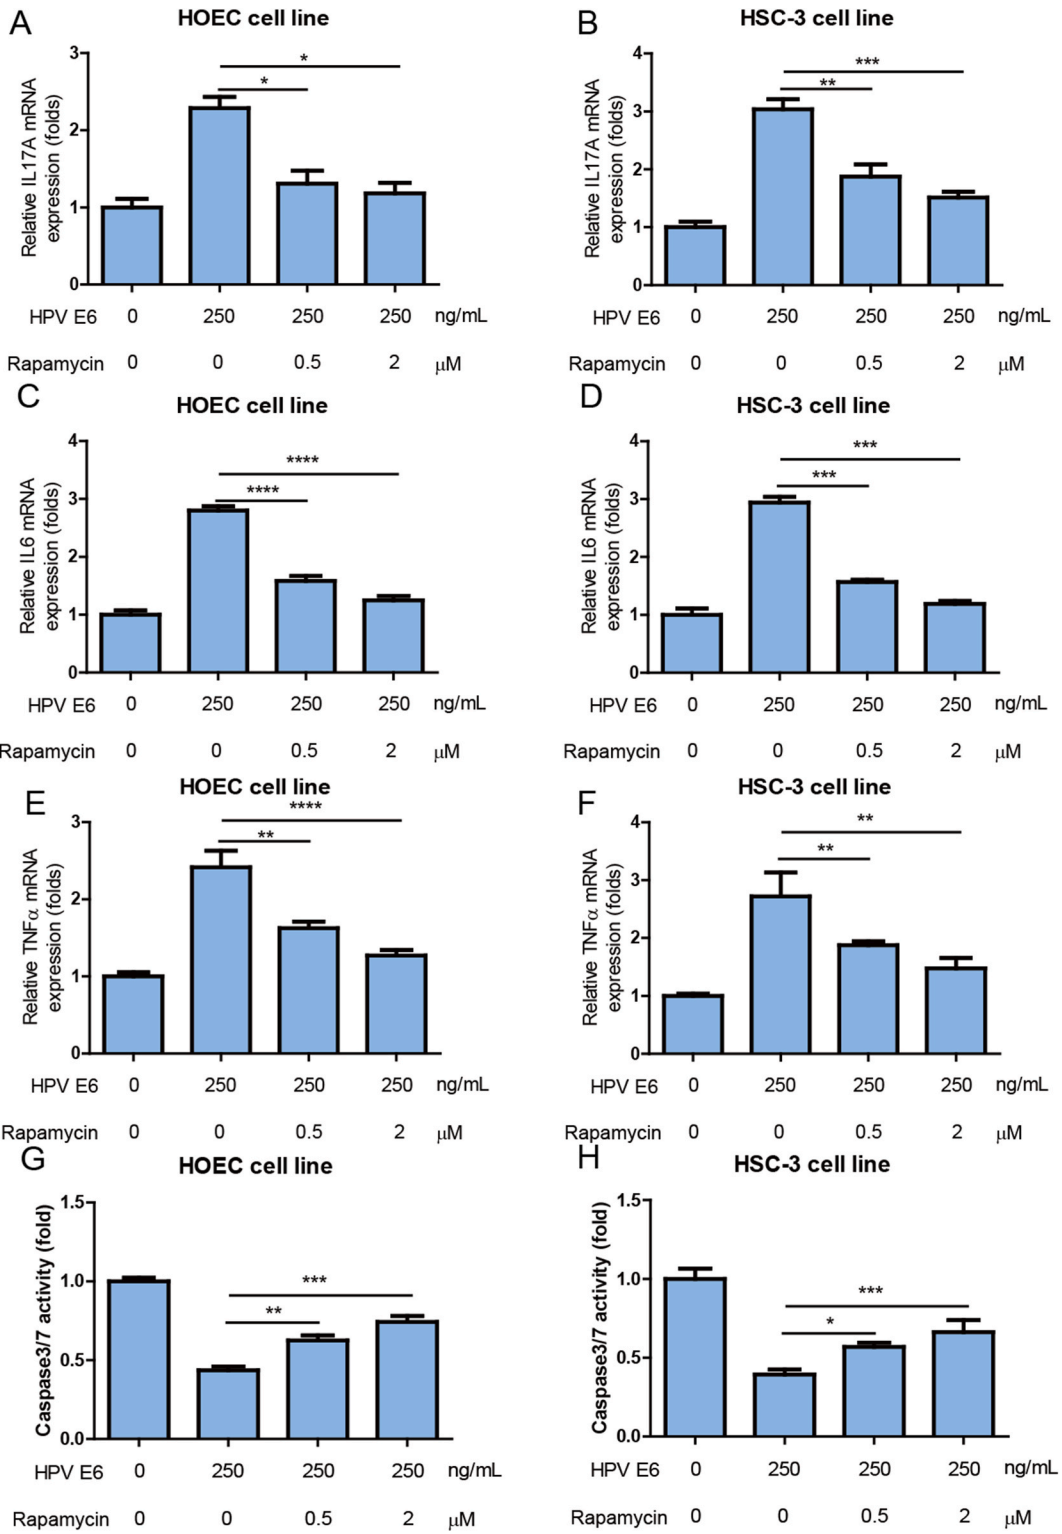 A
HOEC cell line
Relative IL17A mRNA
expression (folds)
3
2
1
0
*
*
HPV E6 0 250 250 250 ng/mL
Rapamycin 0 0 0.5 2 μM
B
HSC-3 cell line
Relative IL17A mRNA
expression (folds)
4
3
2
1
0
***
**
HPV E6 0 250 250 250 ng/mL
Rapamycin 0 0 0.5 2 μM
C
HOEC cell line
Relative IL6 mRNA
expression (folds)
4
3
2
1
0
****
****
HPV E6 0 250 250 250 ng/mL
Rapamycin 0 0 0.5 2 μM
D
HSC-3 cell line
Relative IL6 mRNA
expression (folds)
4
3
2
1
0
***
***
HPV E6 0 250 250 250 ng/mL
Rapamycin 0 0 0.5 2 μM
E
HOEC cell line
Relative TNFα mRNA
expression (folds)
3
2
1
0
****
**
HPV E6 0 250 250 250 ng/mL
Rapamycin 0 0 0.5 2 μM
F
HSC-3 cell line
Relative TNFα mRNA
expression (folds)
4
3
2
1
0
**
**
HPV E6 0 250 250 250 ng/mL
Rapamycin 0 0 0.5 2 μM
G
HOEC cell line
Caspase3/7 activity (fold)
1.5
1.0
0.5
0.0
***
**
HPV E6 0 250 250 250 ng/mL
Rapamycin 0 0 0.5 2 μM
H
HSC-3 cell line
Caspase3/7 activity (fold)
1.5
1.0
0.5
0.0
***
*
HPV E6 0 250 250 250 ng/mL
Rapamycin 0 0 0.5 2 μM